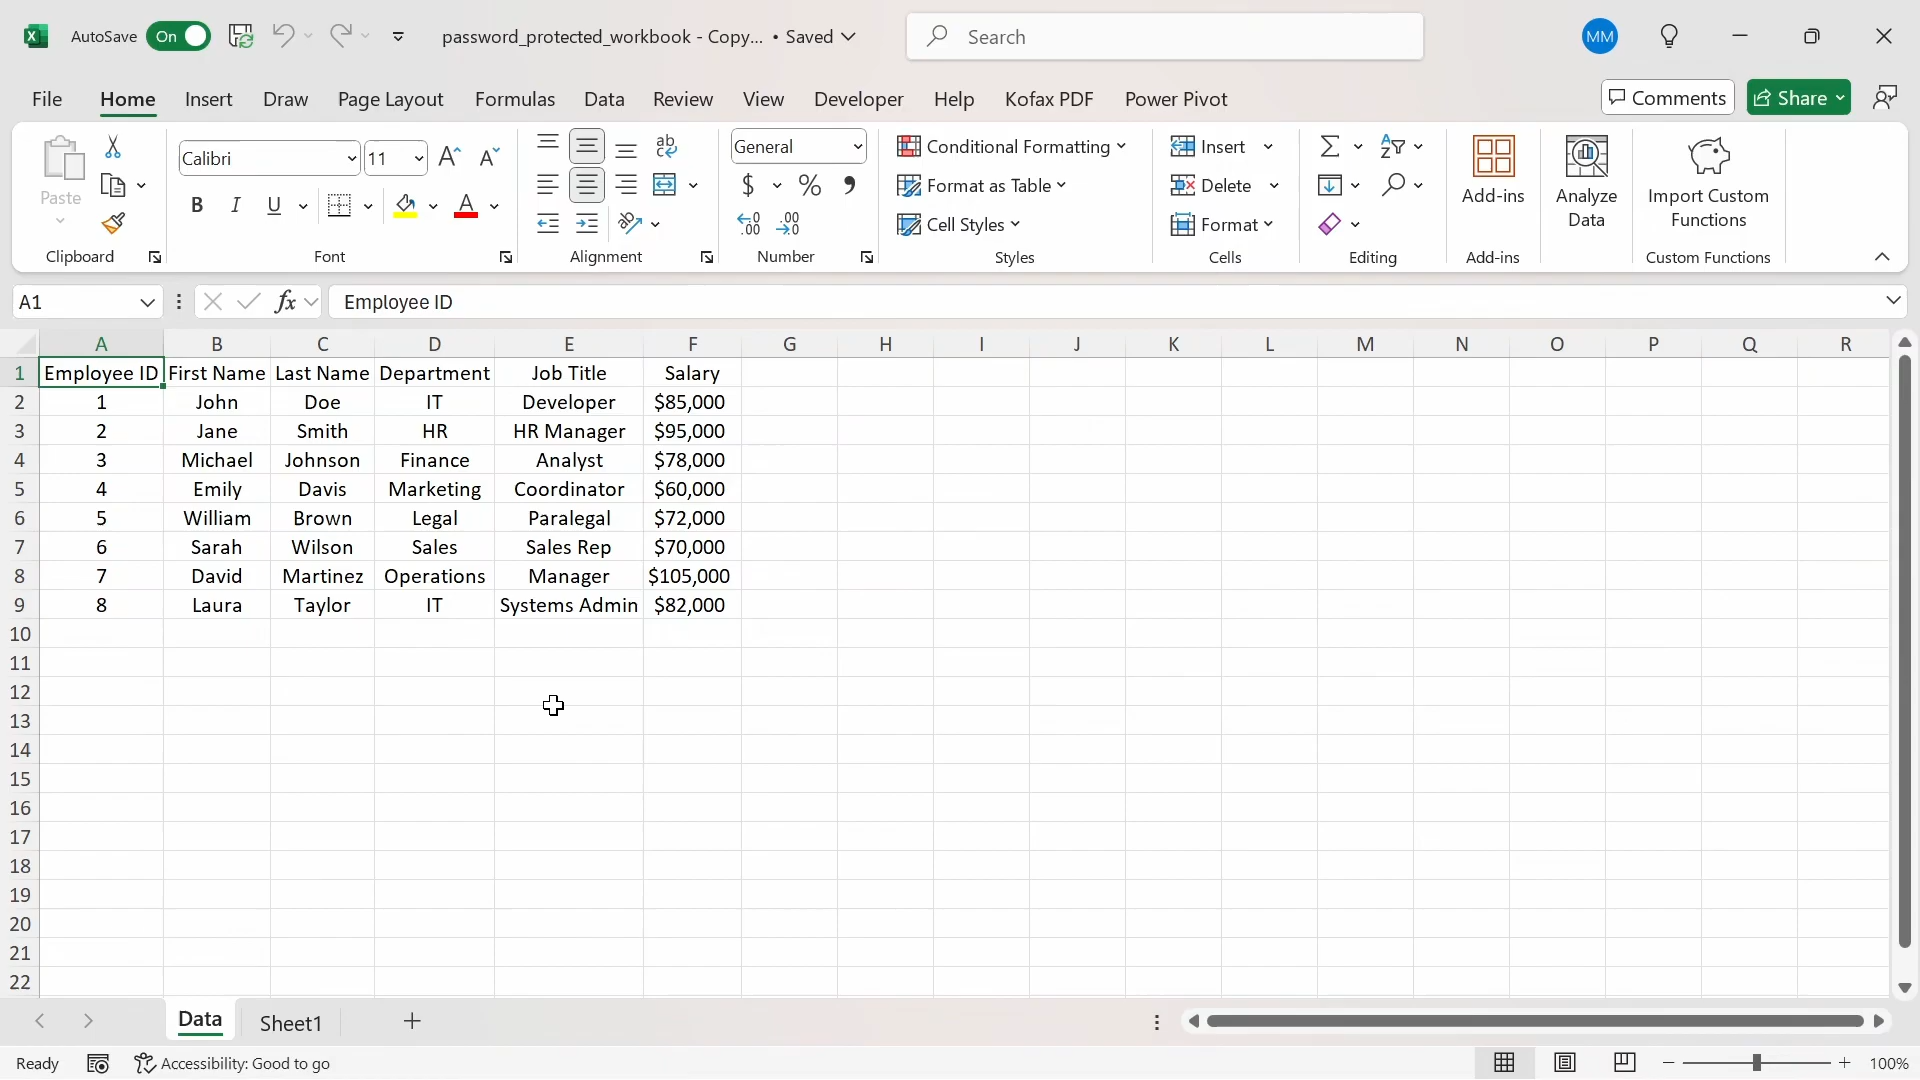 AutoSave On password_protected_workbook - Copy... • Saved Search MM
File Home Insert Draw Page Layout Formulas Data Review View Developer Help Kofax PDF Power Pivot Comments Share
Paste Calibri 11 A A ab General Conditional Formatting Insert Σ AZ Add-ins Analyze Data Import Custom Functions
$ % , Format as Table Delete
B I U A .00 .00 Cell Styles Format
Clipboard Font Alignment Number Styles Cells Editing Add-ins Custom Functions
A1 fx Employee ID
A B C D E F G H I J K L M N O P Q R
1 Employee ID First Name Last Name Department Job Title Salary
2 1 John Doe IT Developer $85,000
3 2 Jane Smith HR HR Manager $95,000
4 3 Michael Johnson Finance Analyst $78,000
5 4 Emily Davis Marketing Coordinator $60,000
6 5 William Brown Legal Paralegal $72,000
7 6 Sarah Wilson Sales Sales Rep $70,000
8 7 David Martinez Operations Manager $105,000
9 8 Laura Taylor IT Systems Admin $82,000
10
11
12
13
14
15
16
17
18
19
20
21
22
Data Sheet1
Ready Accessibility: Good to go 100%